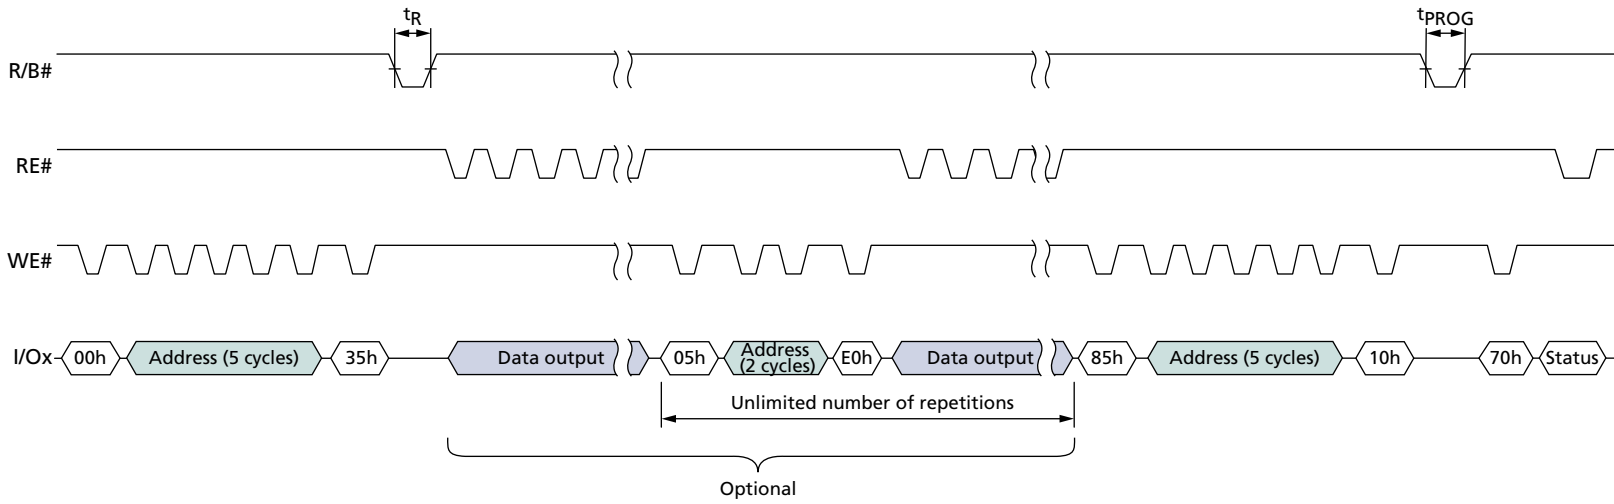 tR
tPROG
R/B#
RE#
WE#
I/Ox
00h
Address (5 cycles)
35h
Data output
05h
Address
(2 cycles)
E0h
Data output
85h
Address (5 cycles)
10h
70h
Status
Unlimited number of repetitions
Optional